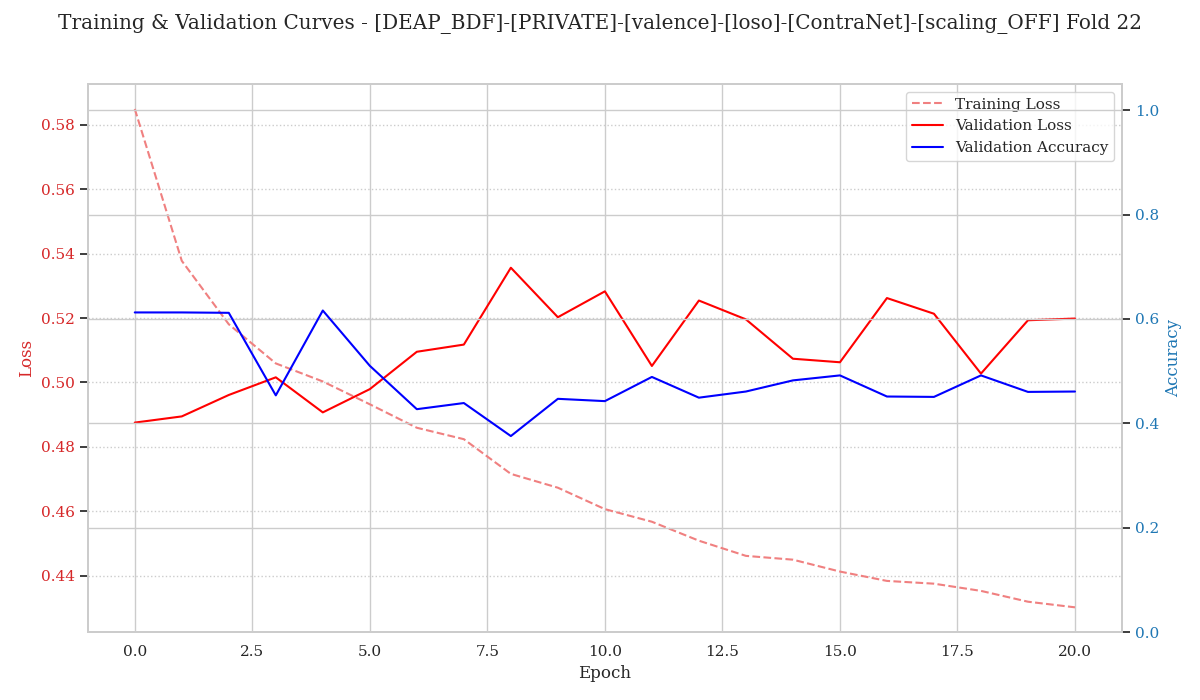 Training & Validation Curves - [DEAP_BDF]-[PRIVATE]-[valence]-[loso]-[ContraNet]-[scaling_OFF] Fold 22
Training Loss
Validation Loss
Validation Accuracy
Loss
0.58
0.56
0.54
0.52
0.50
0.48
0.46
0.44
1.0
0.8
0.6
0.4
0.2
0.0
Accuracy
0.0 2.5 5.0 7.5 10.0 12.5 15.0 17.5 20.0
Epoch